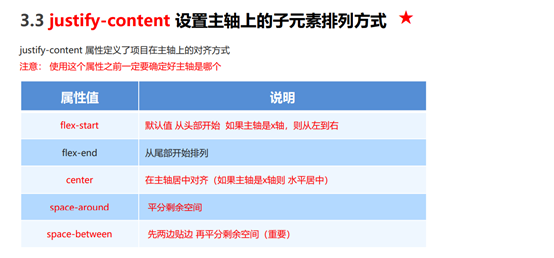 3.3 justify-content 设置主轴上的子元素排列方式 ★
justify-content 属性定义了项目在主轴上的对齐方式
注意： 使用这个属性之前一定要确定好主轴是哪个
属性值 说明
flex-start 默认值 从头部开始 如果主轴是x轴，则从左到右
flex-end 从尾部开始排列
center 在主轴居中对齐（如果主轴是x轴则 水平居中）
space-around 平分剩余空间
space-between 先两边贴边 再平分剩余空间（重要）